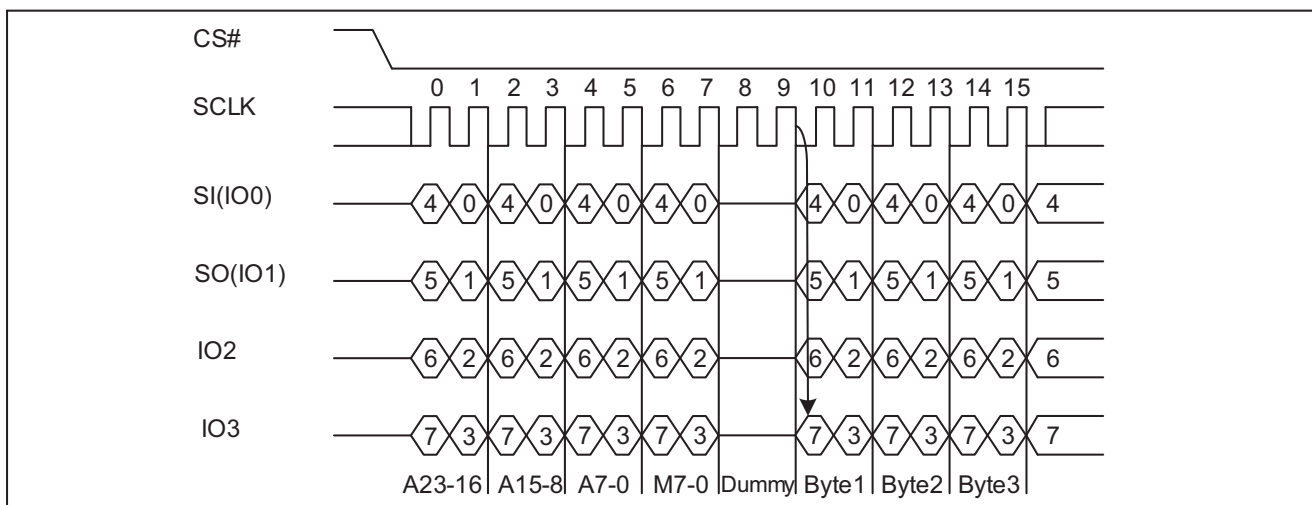 CS#
0 1 2 3 4 5 6 7 8 9 10 11 12 13 14 15
SCLK
SI(IO0) 4 0 4 0 4 0 4 0 4 0 4 0 4 0 4
SO(IO1) 5 1 5 1 5 1 5 1 5 1 5 1 5 1 5
IO2 6 2 6 2 6 2 6 2 6 2 6 2 6 2 6
IO3 7 3 7 3 7 3 7 3 7 3 7 3 7 3 7
A23-16 A15-8 A7-0 M7-0 Dummy Byte1 Byte2 Byte3